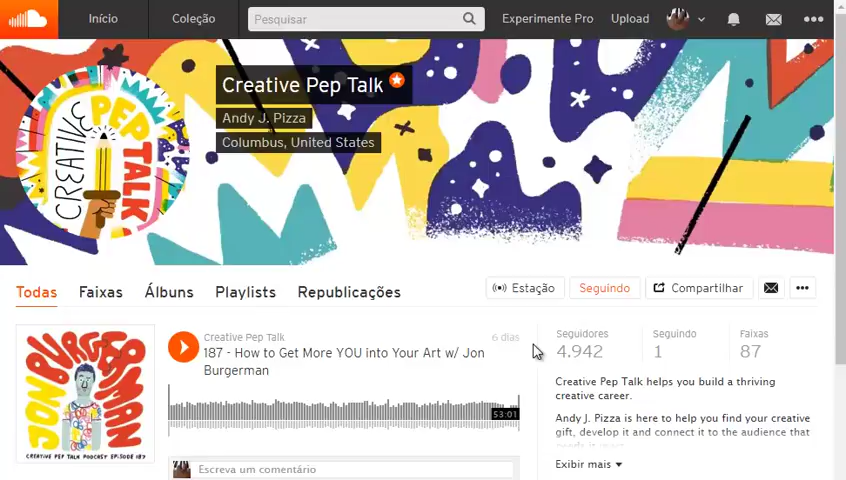 Início
Coleção
Pesquisar
Experimente Pro
Upload
Creative Pep Talk
Andy J. Pizza
Columbus, United States
CREATIVE
PEP
TALK
Todas
Faixas
Álbuns
Playlists
Republicações
Estação
Seguindo
Compartilhar
JON
BURGERMAN
CREATIVE PEP TALK PODCAST EPISODE 187
Creative Pep Talk
6 dias
187 - How to Get More YOU into Your Art w/ Jon
Burgerman
53:01
Escreva um comentário
Seguidores
4.942
Seguindo
1
Faixas
87
Creative Pep Talk helps you build a thriving
creative career.
Andy J. Pizza is here to help you find your creative
gift, develop it and connect it to the audience that
Exibir mais